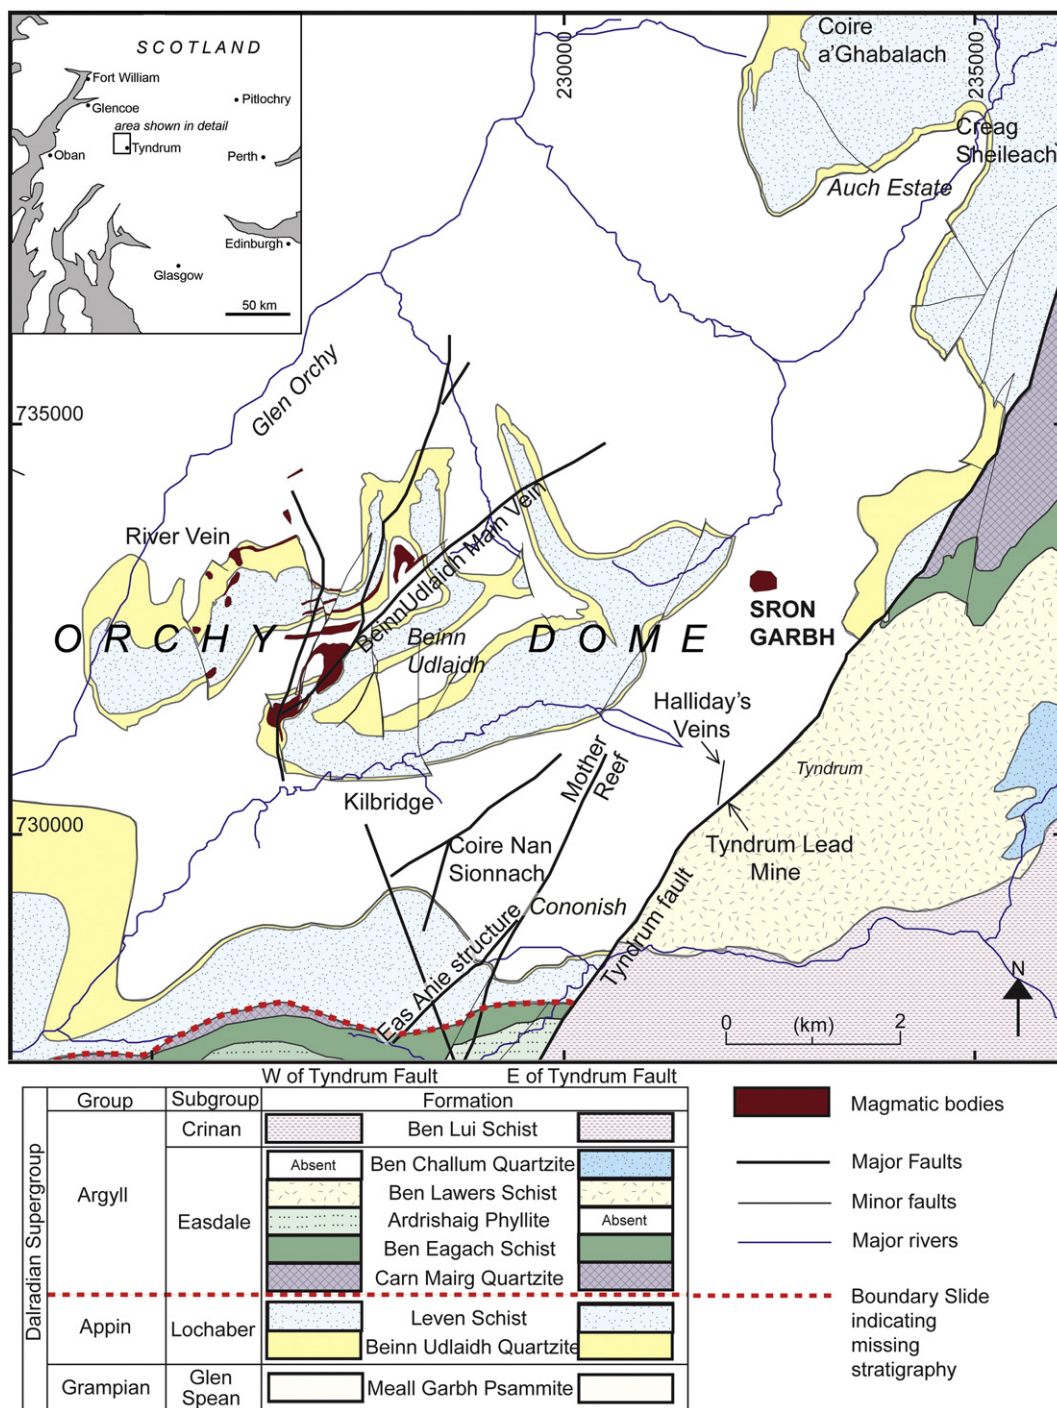 SCOTLAND
Fort William
Glencoe
Pitlochry
area shown in detail
Tyndrum
Oban
Perth
Edinburgh
Glasgow
50 km
230000
235000
Coire
a'Ghabalach
Creag
Sheileach
Auch Estate
735000
Glen Orchy
River Vein
BeinnUdlaidh Main Vein
ORCHY DOME
Beinn
Udlaidh
SRON
GARBH
Halliday's
Veins
Tyndrum
Mother
Reef
Kilbridge
730000
Coire Nan
Sionnach
Tyndrum Lead
Mine
Cononish
Tyndrum fault
Eas Anie structure
N
0 (km) 2
W of Tyndrum Fault E of Tyndrum Fault
Group Subgroup Formation
Dalradian Supergroup
Crinan Ben Lui Schist
Argyll
Easdale
Absent Ben Challum Quartzite
Ben Lawers Schist
Ardrishaig Phyllite Absent
Ben Eagach Schist
Carn Mairg Quartzite
Appin Lochaber
Leven Schist
Beinn Udlaidh Quartzite
Grampian Glen
Spean
Meall Garbh Psammite
Magmatic bodies
Major Faults
Minor faults
Major rivers
Boundary Slide
indicating
missing
stratigraphy